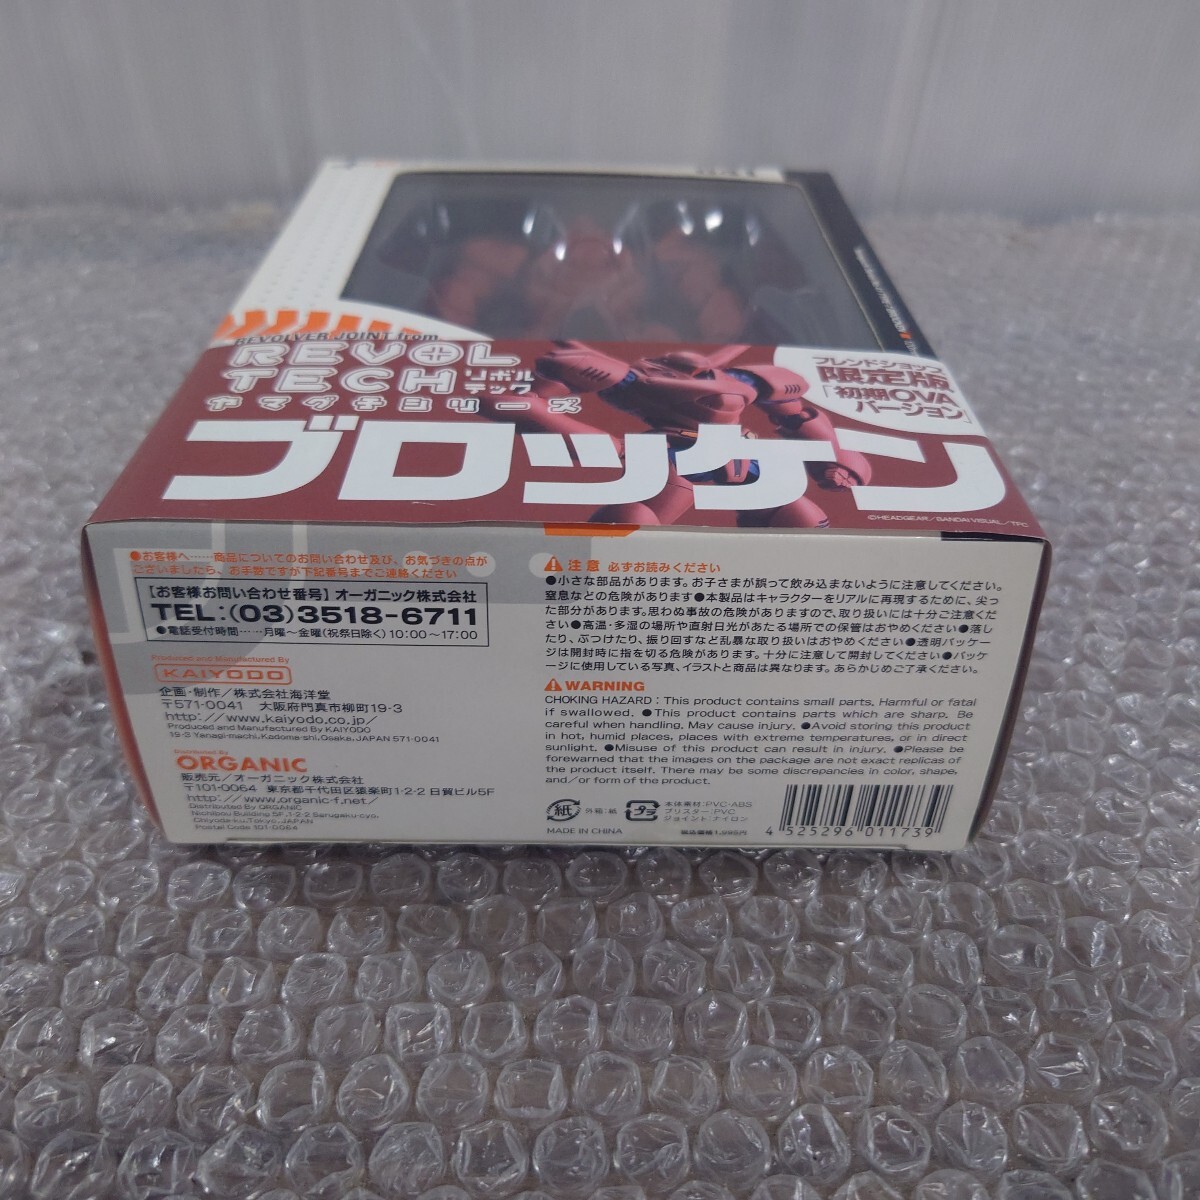 REVOLVER JOINT from
REVOL
TECH リボルテック
ヤマグチシリーズ
ブロッケン
フレンドショップ
限定版
「初期OVA
バージョン」
©HEADGEAR/BANDAI VISUAL/TFC
●お客様へ……商品についてのお問い合わせ及び、お気づきの点が
ございましたら、お手数ですが下記番号までご連絡ください
【お客様お問い合わせ番号】オーガニック株式会社
TEL:(03)3518-6711
●電話受付時間……月曜〜金曜(祝祭日除く)10:00〜17:00
Produced and Manufactured By
KAIYODO
企画・制作/株式会社海洋堂
〒571-0041 大阪府門真市柳町19-3
http://www.kaiyodo.co.jp/
Produced and Manufactured By KAIYODO
19-3 Yanagi-machi, Kadoma-shi, Osaka, JAPAN 571-0041
Distributed By
ORGANIC
販売元/オーガニック株式会社
〒101-0064 東京都千代田区猿楽町1-2-2 日貿ビル5F
http://www.organic-f.net/
Distributed By ORGANIC
Nichibou Building 5F, 1-2-2 Sarugaku-cyo,
Chiyoda-ku, Tokyo, JAPAN
Postal Code 101-0064
注意 必ずお読みください
●小さな部品があります。お子さまが誤って飲み込まないように注意してください。
窒息などの危険があります●本製品はキャラクターをリアルに再現するために、尖っ
た部分があります。思わぬ事故の危険がありますので、取り扱いには十分ご注意くださ
い●高温・多湿の場所や直射日光があたる場所での保管はおやめください●落し
たり、ぶつけたり、振り回すなど乱暴な取り扱いはおやめください●透明パッケー
ジは開封時に指を切る危険があります。十分に注意して開封してください●パッケ
ージに使用している写真、イラストと商品は異なります。あらかじめご了承ください。
WARNING
CHOKING HAZARD : This product contains small parts. Harmful or fatal
if swallowed. ●This product contains parts which are sharp. Be
careful when handling. May cause injury. ●Avoid storing this product
in hot, humid places, places with extreme temperatures, or in direct
sunlight. ●Misuse of this product can result in injury. ●Please be
forewarned that the images on the package are not exact replicas of
the product itself. There may be some discrepancies in color, shape,
and/or form of the product.
紙 外箱:紙 プラ
本体素材:PVC・ABS
ブリスター:PVC
ジョイント:ナイロン
MADE IN CHINA
4 525296 011739